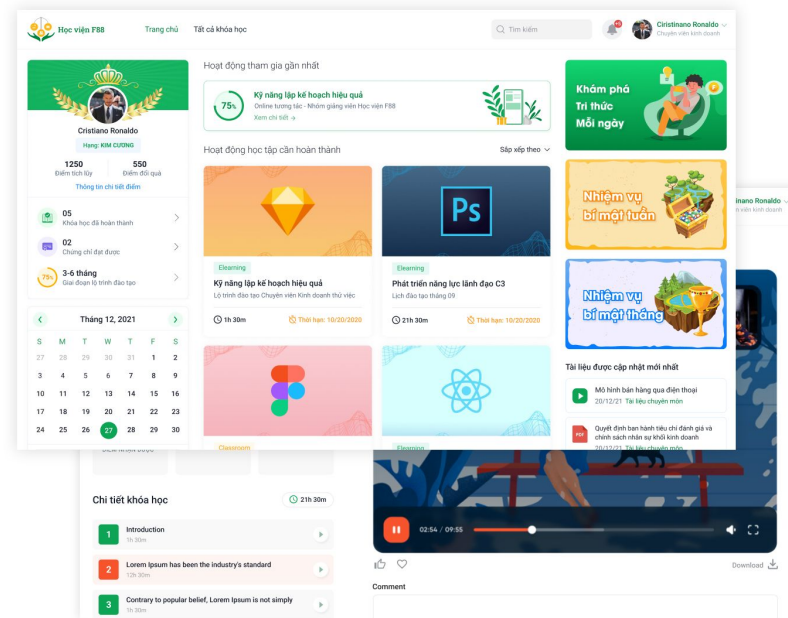 Học viện F88
Trang chủ
Tất cả khóa học
Tìm kiếm
Ciristinano Ronaldo
Chuyên viên kinh doanh
Cristiano Ronaldo
Hạng: KIM CƯƠNG
1250
Điểm tích lũy
550
Điểm đổi quà
Thông tin chi tiết điểm
05
Khóa học đã hoàn thành
02
Chứng chỉ đạt được
75%
3-6 tháng
Giai đoạn lộ trình đào tạo
Tháng 12, 2021
S M T W T F S
27 28 29 30 31 1 2
3 4 5 6 7 8 9
10 11 12 13 14 15 16
17 18 19 20 21 22 23
24 25 26 27 28 29 30
Hoạt động tham gia gần nhất
75%
Kỹ năng lập kế hoạch hiệu quả
Online tương tác - Nhóm giảng viên Học viện F88
Xem chi tiết →
Hoạt động học tập cần hoàn thành
Sắp xếp theo
Elearning
Kỹ năng lập kế hoạch hiệu quả
Lộ trình đào tạo Chuyên viên Kinh doanh thử việc
1h 30m
Thời hạn: 10/20/2020
Ps
Elearning
Phát triển năng lực lãnh đạo C3
Lịch đào tạo tháng 09
21h 30m
Thời hạn: 10/20/2020
Classroom
Elearning
Khám phá
Tri thức
Mỗi ngày
Nhiệm vụ
bí mật tuần
Nhiệm vụ
bí mật tháng
Tài liệu được cập nhật mới nhất
Mô hình bán hàng qua điện thoại
20/12/21 Tài liệu chuyên môn
PDF
Quyết định ban hành tiêu chí đánh giá và
chính sách nhân sự khối kinh doanh
20/12/21 Tài liệu chuyên môn
inano Ronaldo
n viên kinh doanh
Chi tiết khóa học
21h 30m
1
Introduction
1h 30m
2
Lorem Ipsum has been the industry's standard
12h 30m
3
Contrary to popular belief, Lorem Ipsum is not simply
1h 30m
02:54 / 09:55
Download
Comment